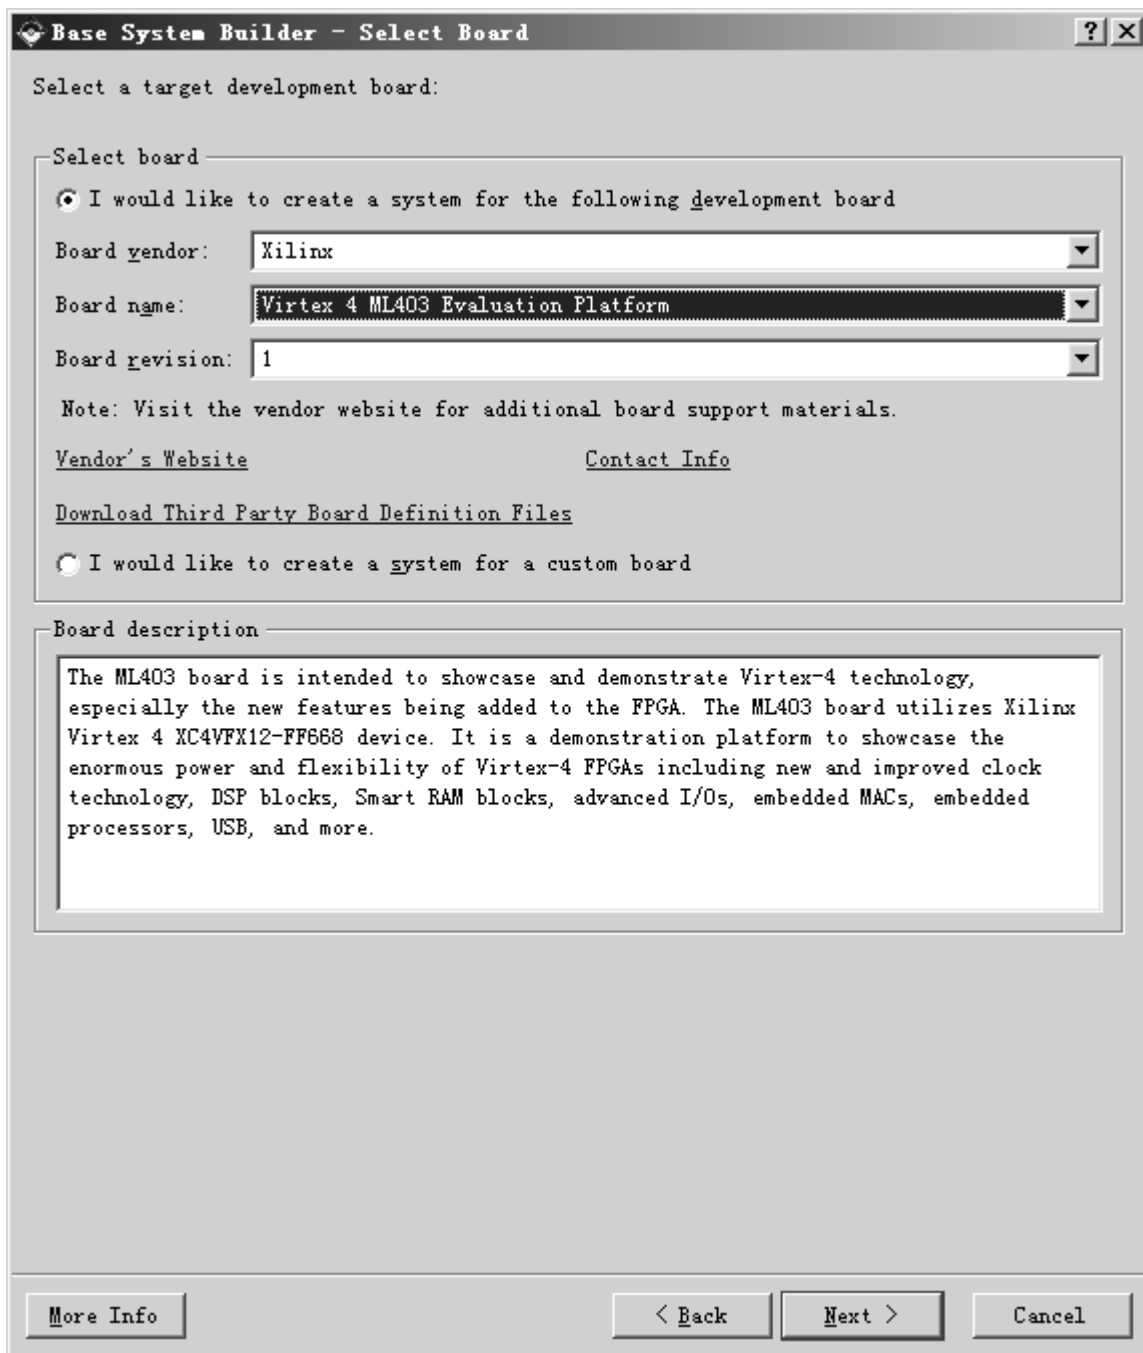 Base System Builder - Select Board
Select a target development board:
Select board
I would like to create a system for the following development board
Board vendor: Xilinx
Board name: Virtex 4 ML403 Evaluation Platform
Board revision: 1
Note: Visit the vendor website for additional board support materials.
Vendor's Website Contact Info
Download Third Party Board Definition Files
I would like to create a system for a custom board
Board description
The ML403 board is intended to showcase and demonstrate Virtex-4 technology,
especially the new features being added to the FPGA. The ML403 board utilizes Xilinx
Virtex 4 XC4VFX12-FF668 device. It is a demonstration platform to showcase the
enormous power and flexibility of Virtex-4 FPGAs including new and improved clock
technology, DSP blocks, Smart RAM blocks, advanced I/Os, embedded MACs, embedded
processors, USB, and more.
More Info < Back Next > Cancel